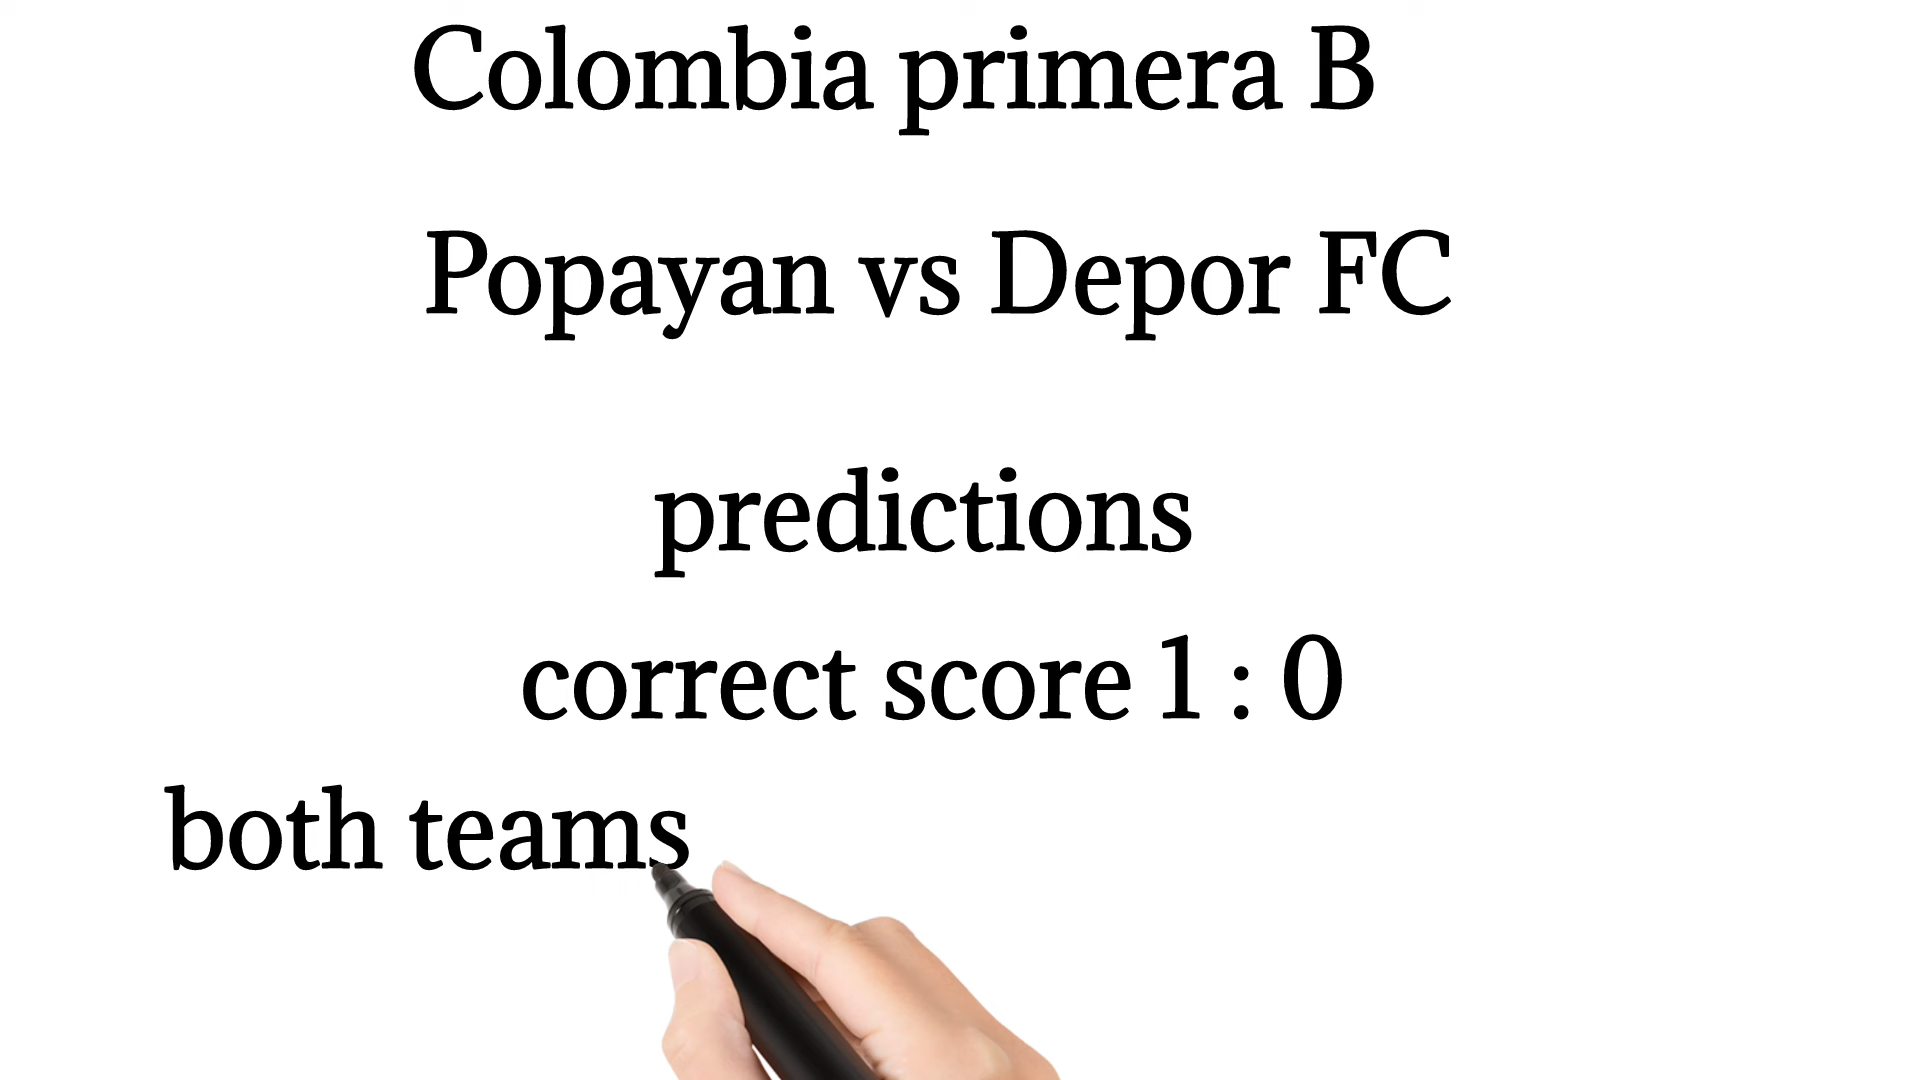 Colombia primera B
Popayan vs Depor FC
predictions
correct score 1 : 0
both teams